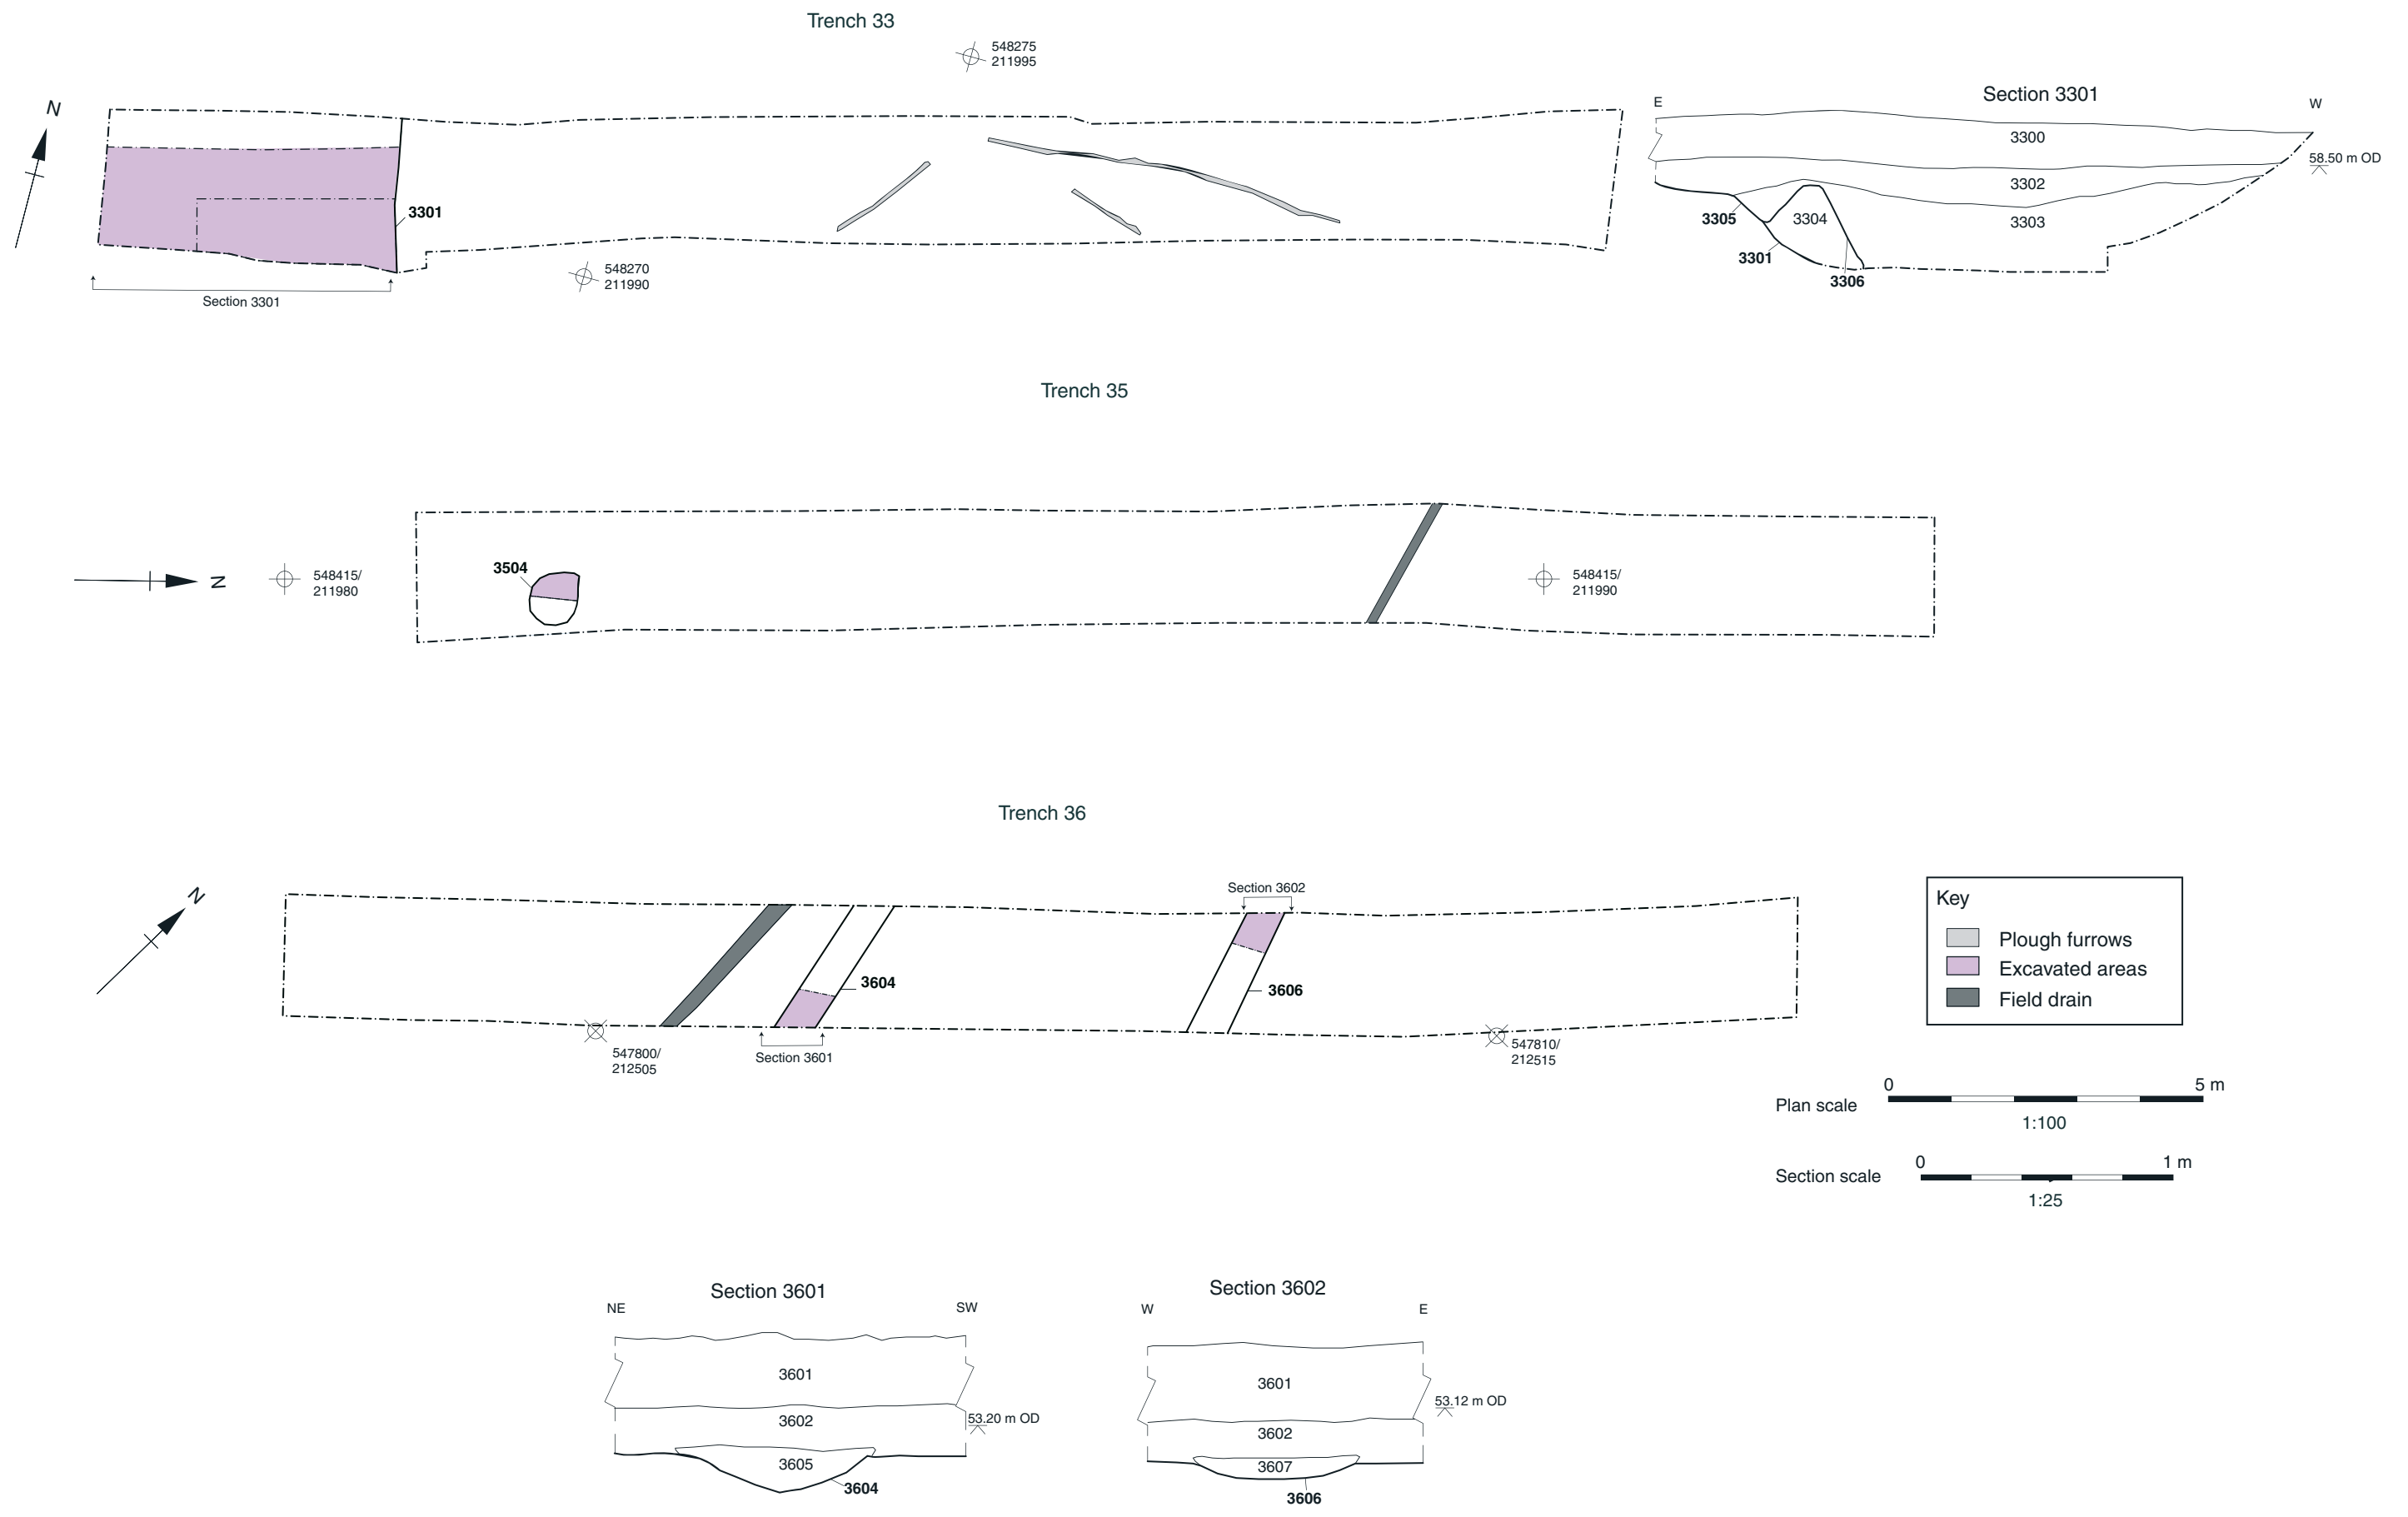 Trench 33
548275
211995
N
3301
548270
211990
Section 3301
Section 3301
E
W
3300
58.50 m OD
3302
3305
3304
3303
3301
3306
Trench 35
N
548415/
211980
3504
548415/
211990
Trench 36
N
Section 3602
3604
3606
547800/
212505
Section 3601
547810/
212515
Key
Plough furrows
Excavated areas
Field drain
0
5 m
Plan scale
1:100
0
1 m
Section scale
1:25
Section 3601
NE
SW
3601
3602
53.20 m OD
3605
3604
Section 3602
W
E
3601
53.12 m OD
3602
3607
3606